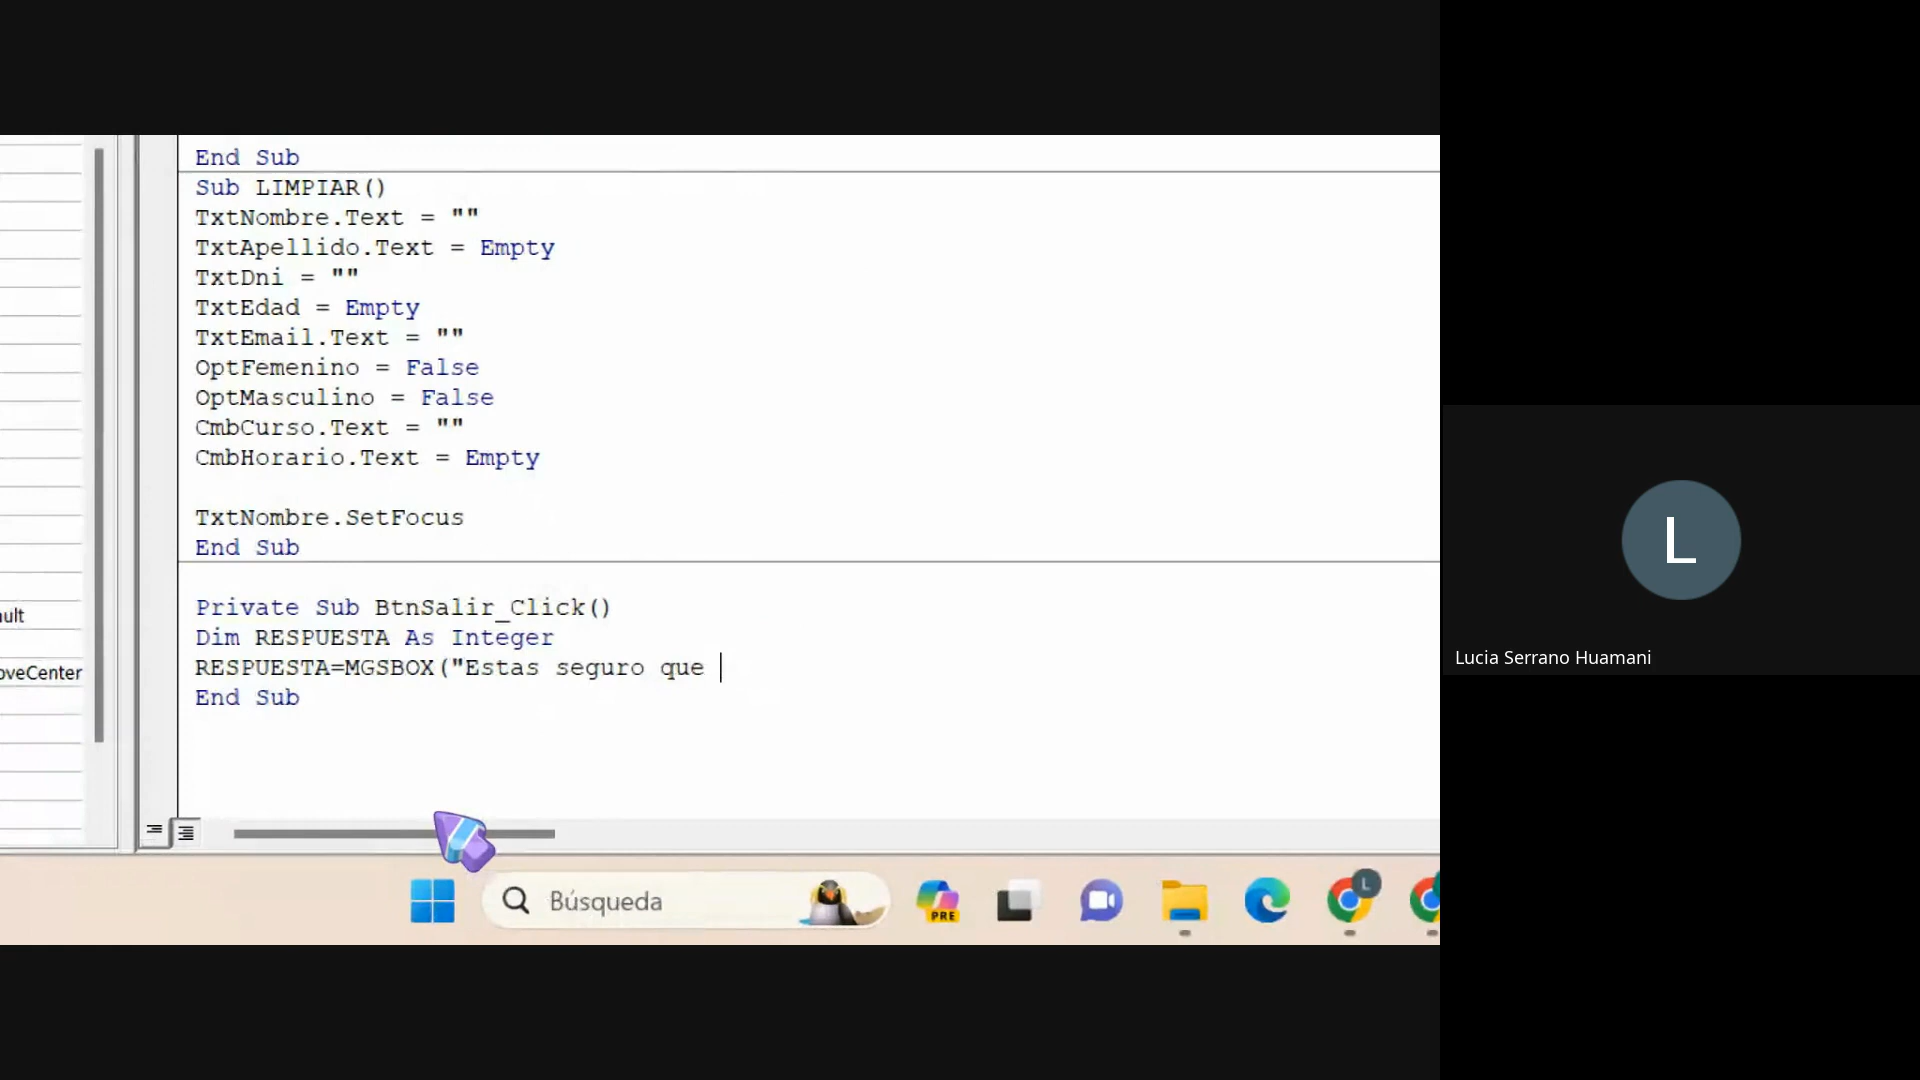 End Sub
Sub LIMPIAR()
TxtNombre.Text = ""
TxtApellido.Text = Empty
TxtDni = ""
TxtEdad = Empty
TxtEmail.Text = ""
OptFemenino = False
OptMasculino = False
CmbCurso.Text = ""
CmbHorario.Text = Empty
TxtNombre.SetFocus
End Sub
Private Sub BtnSalir_Click()
Dim RESPUESTA As Integer
RESPUESTA=MGSBOX("Estas seguro que
End Sub
ault
oveCenter
Búsqueda
PRE
L
L
Lucia Serrano Huamani